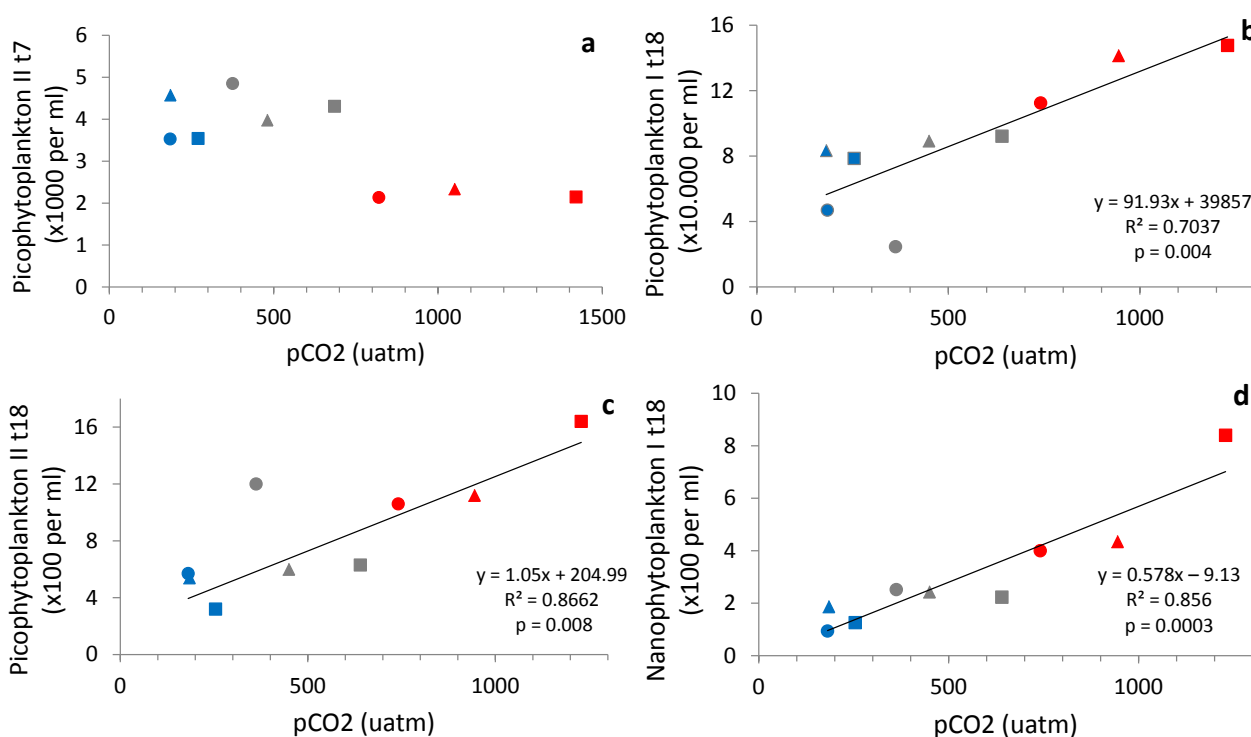 a
Picophytoplankton II t7
(x1000 per ml)
6
5
4
3
2
1
0
0 500 1000 1500
pCO2 (uatm)
b
Picophytoplankton I t18
(x10.000 per ml)
16
12
8
4
0
y = 91.93x + 39857
R² = 0.7037
p = 0.004
0 500 1000
pCO2 (uatm)
c
Picophytoplankton II t18
(x100 per ml)
16
12
8
4
0
y = 1.05x + 204.99
R² = 0.8662
p = 0.008
0 500 1000
pCO2 (uatm)
d
Nanophytoplankton I t18
(x100 per ml)
10
8
6
4
2
0
y = 0.578x – 9.13
R² = 0.856
p = 0.0003
0 500 1000
pCO2 (uatm)